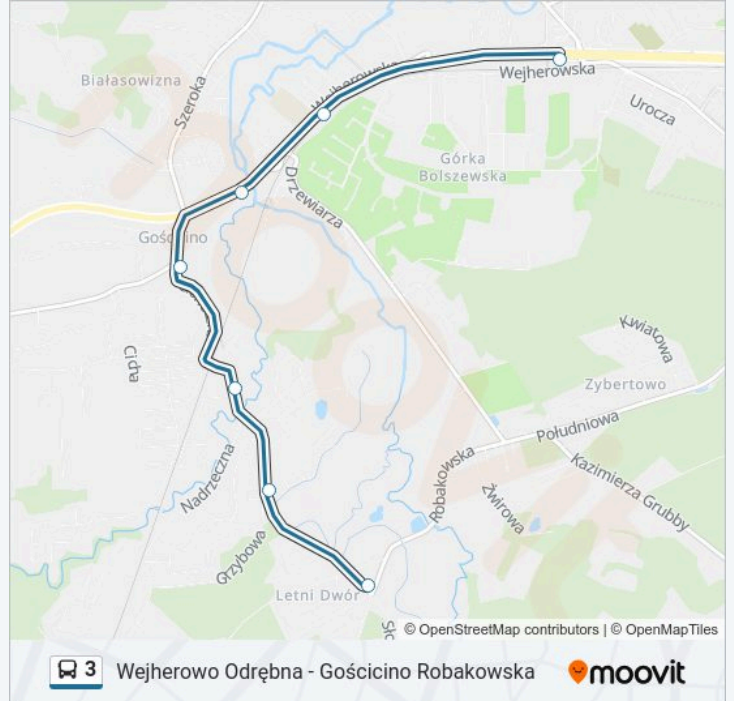 Białasowizna
Szeroka
Wejherowska
Wejherowska
Urocza
Górka
Bolszewska
Drzewiarza
Gościcino
Cicha
Kwiatowa
Zybertowo
Południowa
Robakowska
Kazimierza Grubby
Żwirowa
Nadrzeczna
Grzybowa
Letni Dwór
© OpenStreetMap contributors | © OpenMapTiles
3 Wejherowo Odrębna - Gościcino Robakowska
moovit